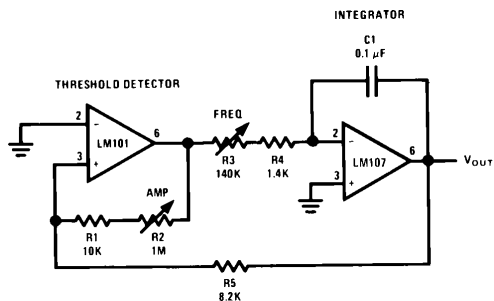 INTEGRATOR
C1
0.1 μF
THRESHOLD DETECTOR
FREQ
2
−
LM101
6
3
+
R3
140K
R4
1.4K
2
−
LM107
6
3
+
VOUT
AMP
R1
10K
R2
1M
R5
8.2K